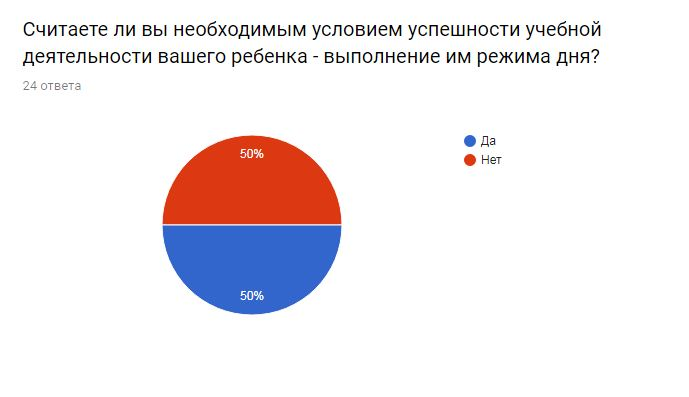 Считаете ли вы необходимым условием успешности учебной
деятельности вашего ребенка - выполнение им режима дня?
24 ответа
50%
Да
Нет
50%